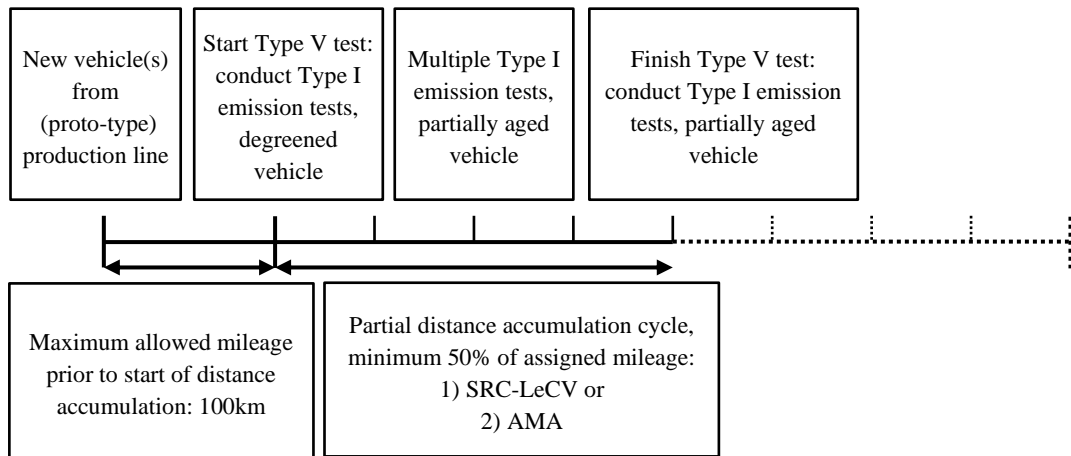 New vehicle(s)
from
(proto-type)
production line
Start Type V test:
conduct Type I
emission tests,
degreened
vehicle
Multiple Type I
emission tests,
partially aged
vehicle
Finish Type V test:
conduct Type I emission
tests, partially aged
vehicle
Maximum allowed mileage
prior to start of distance
accumulation: 100km
Partial distance accumulation cycle,
minimum 50% of assigned mileage:
1) SRC-LeCV or
2) AMA